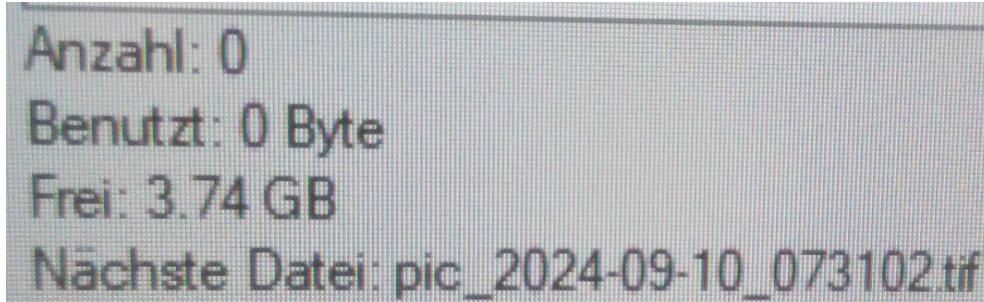 Anzahl: 0
Benutzt: 0 Byte
Frei: 3.74 GB
Nächste Datei: pic_2024-09-10_073102.tif